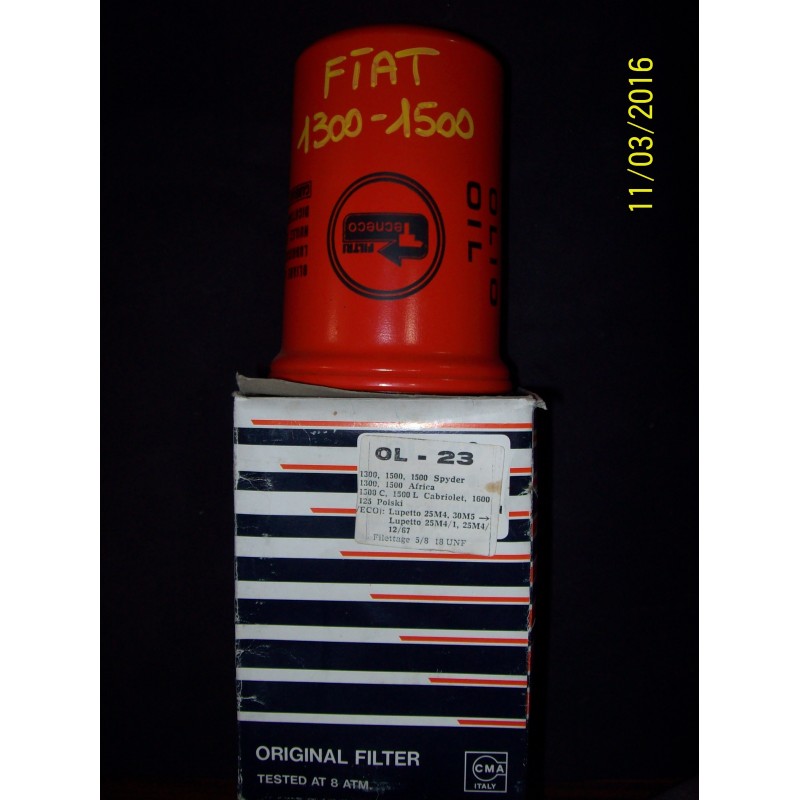 FIAT
1300-1500
11/03/2016
OLIO
OIL
FILTRI
Tecneco
OL - 23
1300, 1500, 1500 Spyder
1300, 1500 Africa
1500 C, 1500 L Cabriolet, 1600
125 Polski
(ECO): Lupetto 25M4, 30M5 →
Lupetto 25M4/1, 25M4/
12/67
Filettage 5/8 18 UNF
ORIGINAL FILTER
TESTED AT 8 ATM.
CMA
ITALY